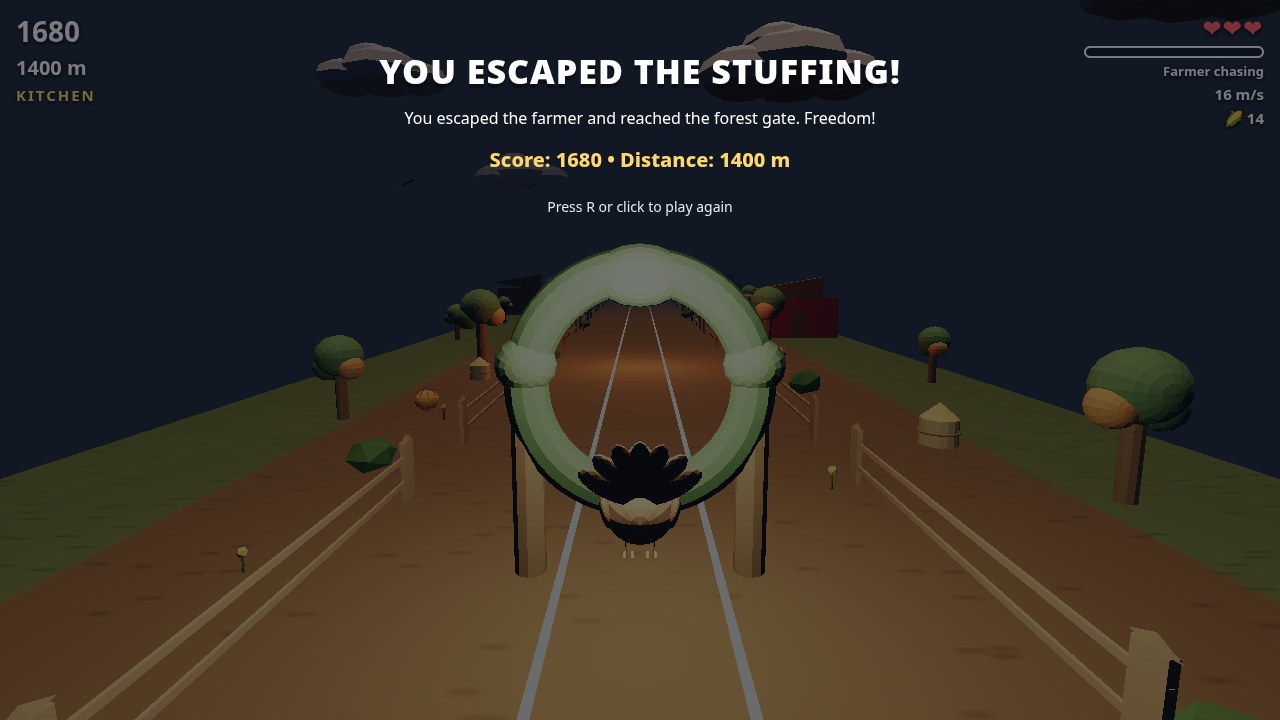 1680
1400 m
KITCHEN
YOU ESCAPED THE STUFFING!
You escaped the farmer and reached the forest gate. Freedom!
Score: 1680 • Distance: 1400 m
Press R or click to play again
Farmer chasing
16 m/s
14